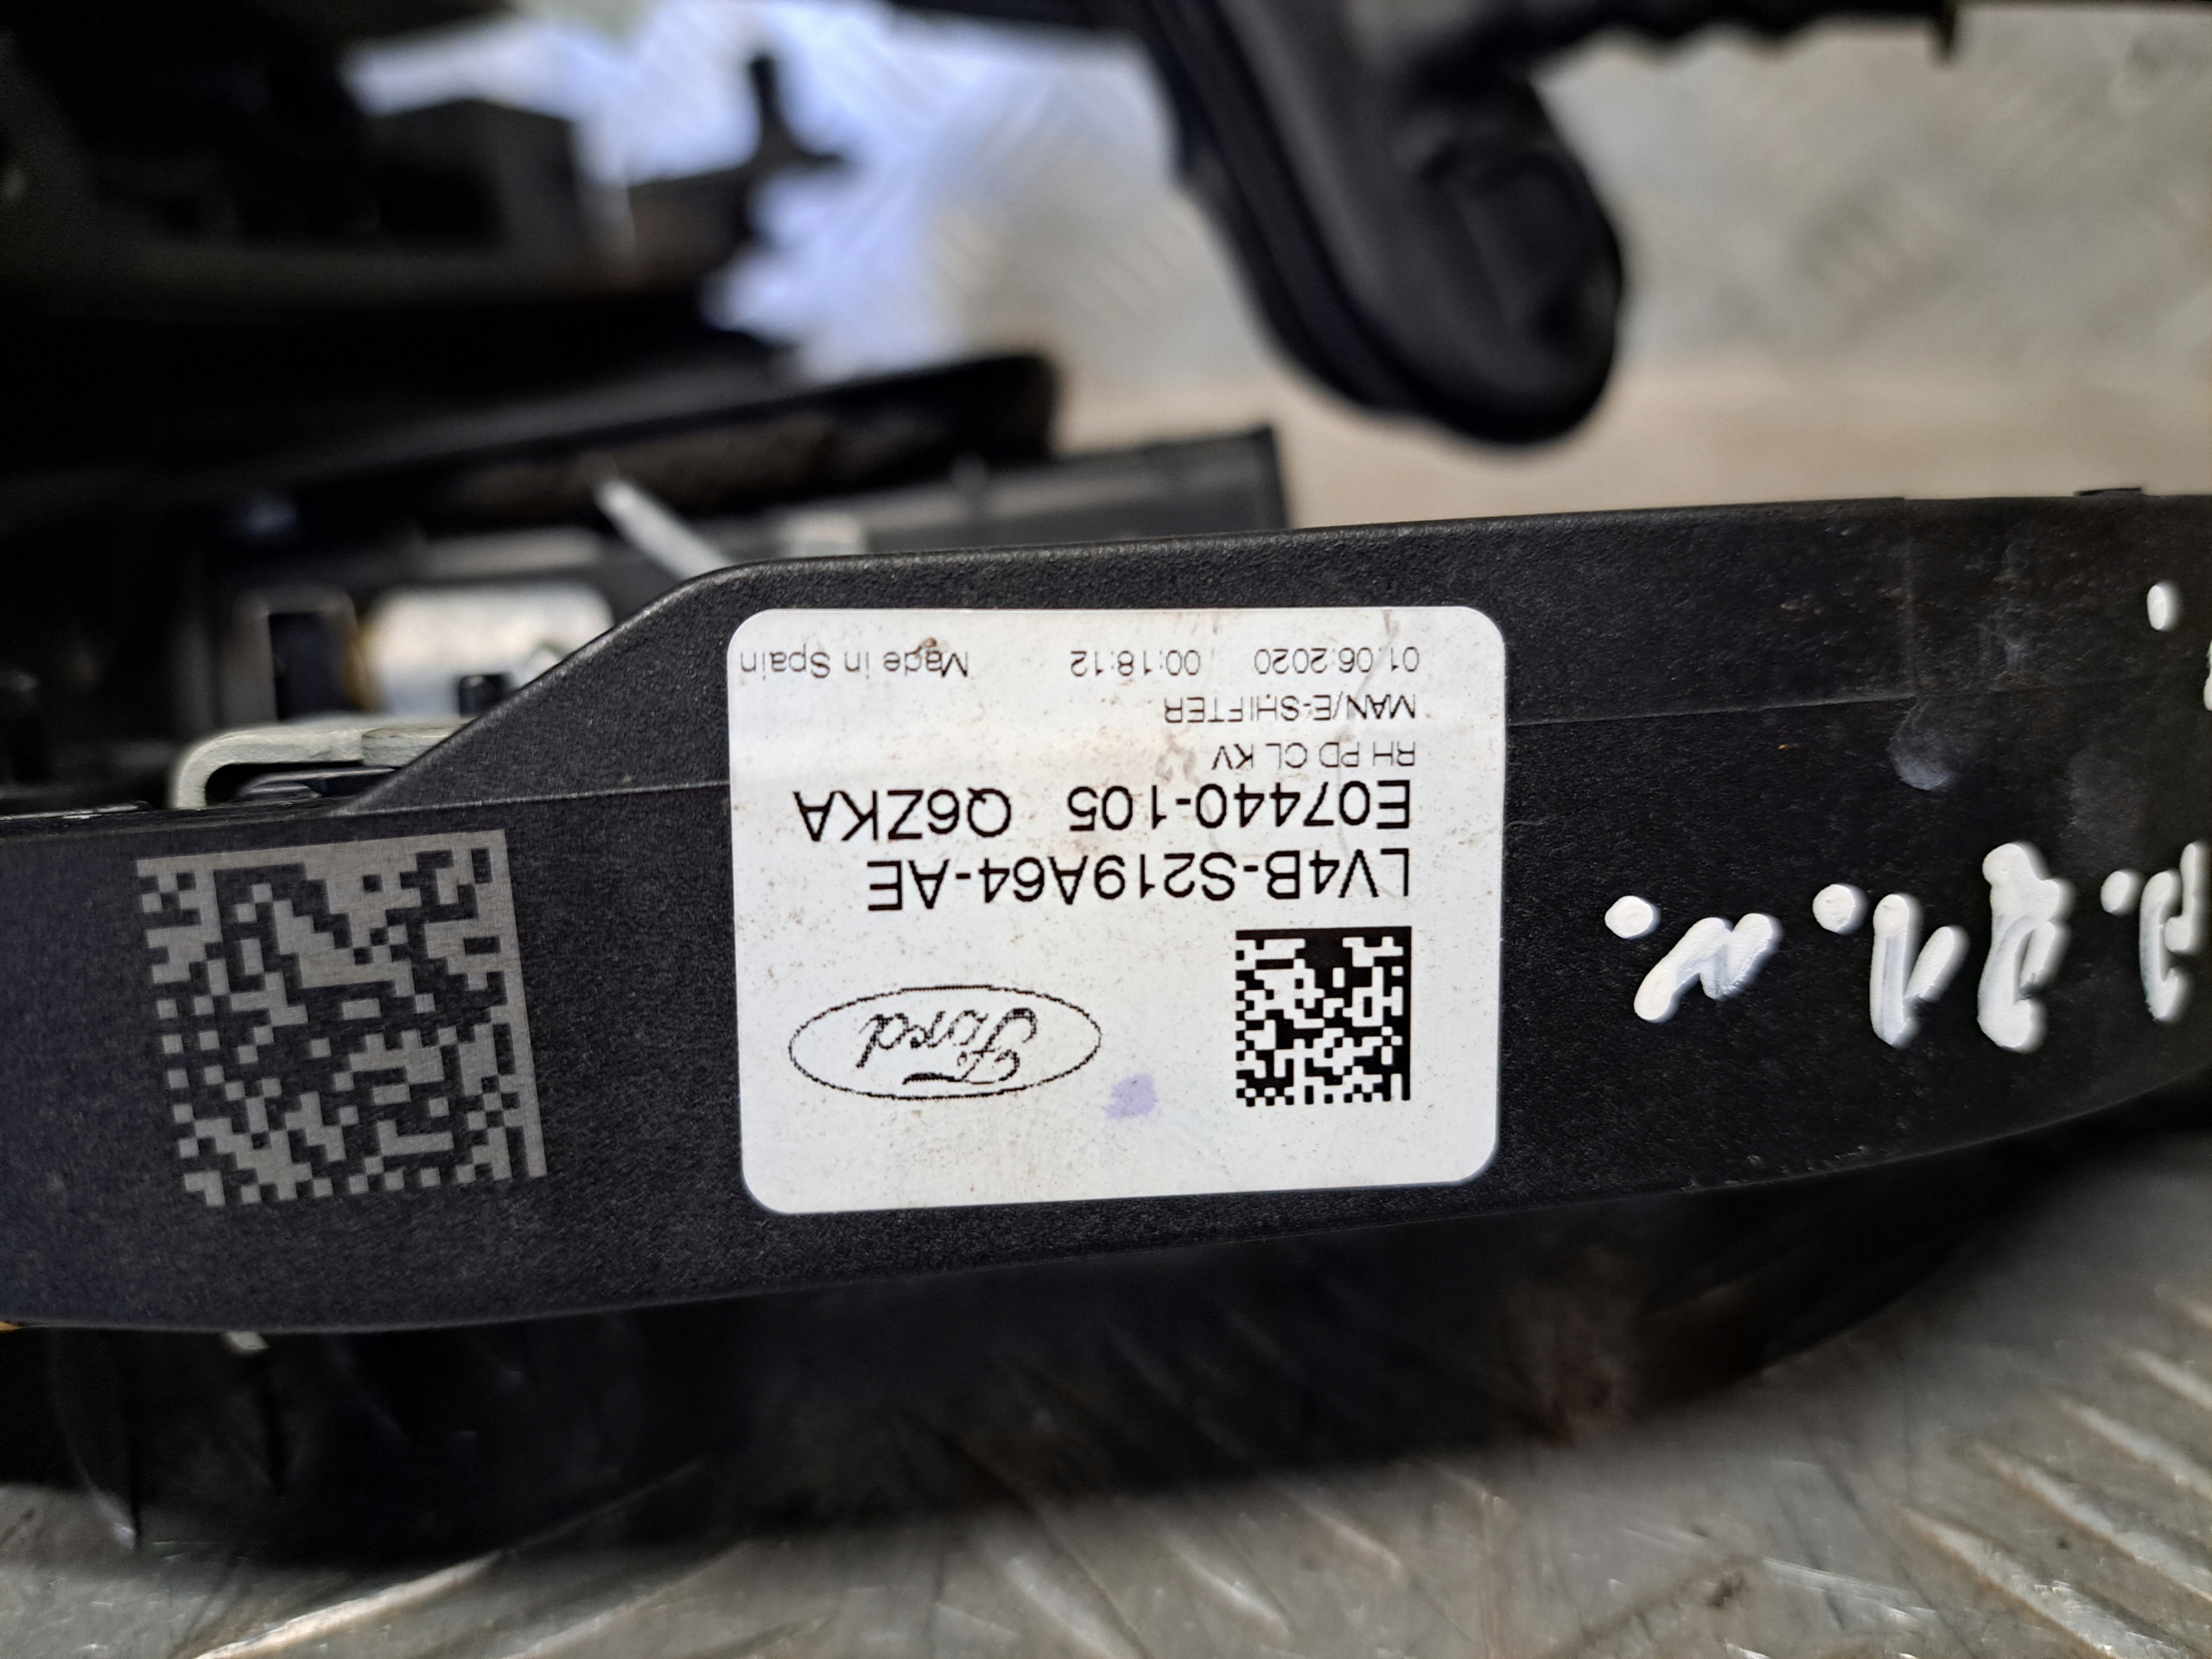 Ford
LV4B-S219A64-AE
E07440-105 Q6ZKA
RH PD CL KV
MAN/E-SHIFTER
01.06.2020 00:18:12 Made in Spain